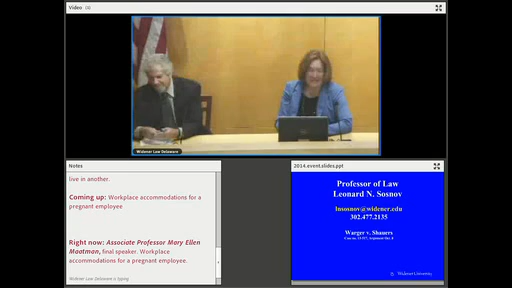 Video
Widener Law Delaware
Notes
live in another.
Coming up: Workplace accommodations for a
pregnant employee
Right now: Associate Professor Mary Ellen
Maatman, final speaker. Workplace
accommodations for a pregnant employee.
Widener Law Delaware is typing
2014.event.slides.ppt
Professor of Law
Leonard N. Sosnov
lnsosnov@widener.edu
302.477.2135
Warger v. Shauers
Widener University